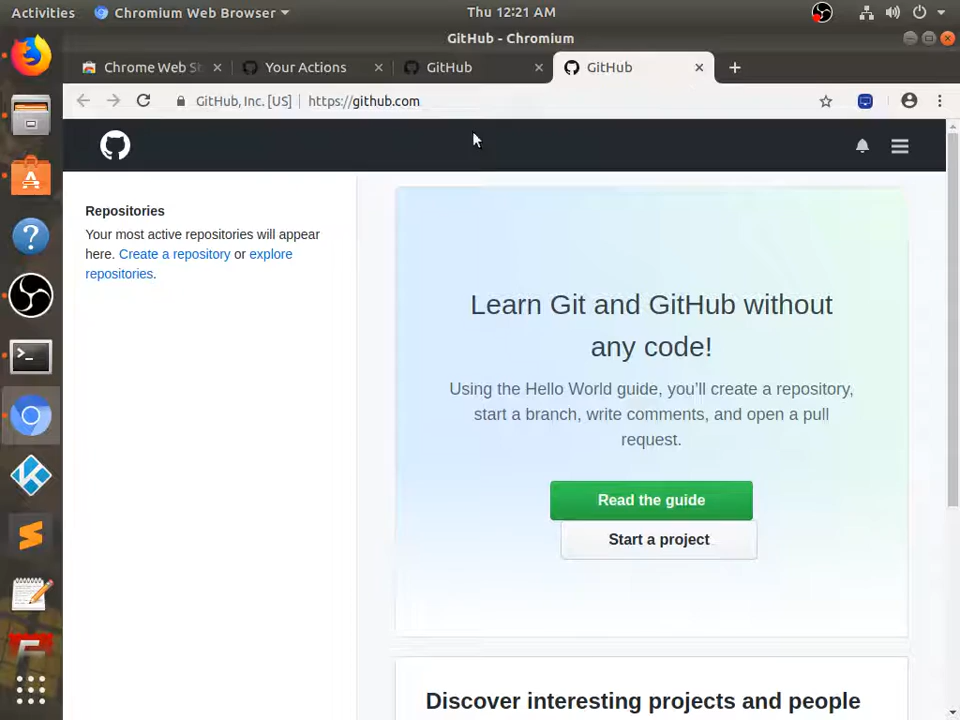 Activities
Chromium Web Browser
Thu 12:21 AM
GitHub - Chromium
Chrome Web St
Your Actions
GitHub
GitHub
GitHub, Inc. [US]
https://github.com
Repositories
Your most active repositories will appear
here. Create a repository or explore
repositories.
Learn Git and GitHub without
any code!
Using the Hello World guide, you’ll create a repository,
start a branch, write comments, and open a pull
request.
Read the guide
Start a project
Discover interesting projects and people